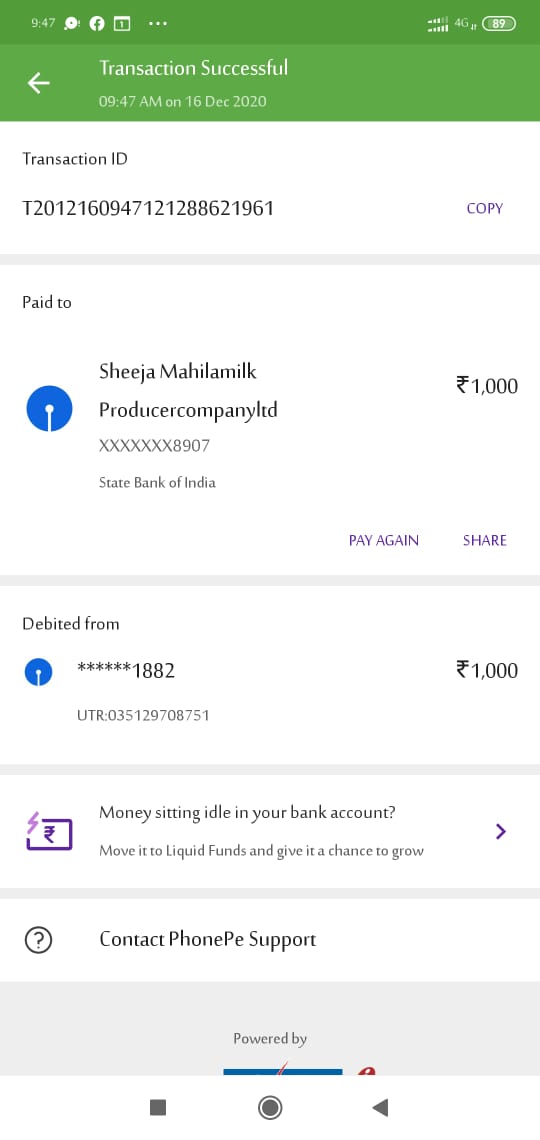 9:47 1 ... 4G 89
Transaction Successful
09:47 AM on 16 Dec 2020
Transaction ID
T2012160947121288621961 COPY
Paid to
Sheeja Mahilamilk
Producercompanyltd ₹1,000
XXXXXXX8907
State Bank of India
PAY AGAIN SHARE
Debited from
******1882 ₹1,000
UTR:035129708751
Money sitting idle in your bank account?
Move it to Liquid Funds and give it a chance to grow
Contact PhonePe Support
Powered by